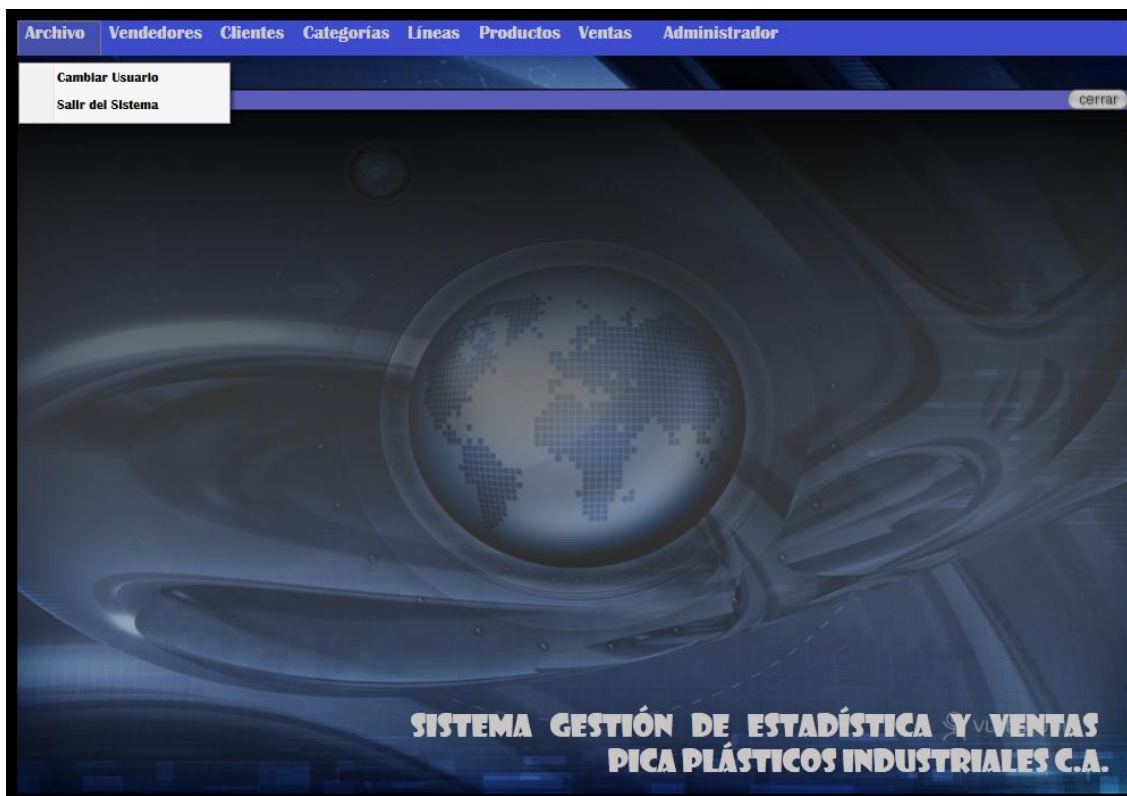 Archivo Vendedores Clientes Categorías Líneas Productos Ventas Administrador
Cambiar Usuario
Salir del Sistema
cerrar
SISTEMA GESTIÓN DE ESTADÍSTICA Y VENTAS
PICA PLÁSTICOS INDUSTRIALES C.A.